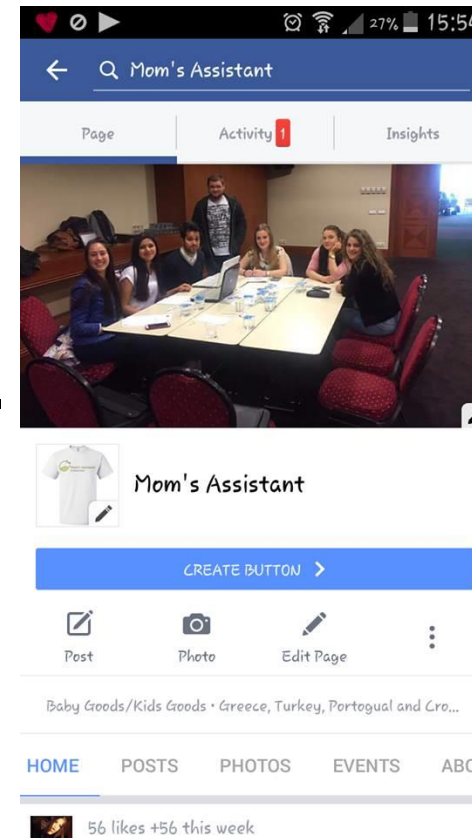 27% 15:54
Mom's Assistant
Page Activity 1 Insights
Mom's Assistant
CREATE BUTTON
Post Photo Edit Page
Baby Goods/Kids Goods • Greece, Turkey, Portogual and Cro...
HOME POSTS PHOTOS EVENTS ABO
56 likes +56 this week